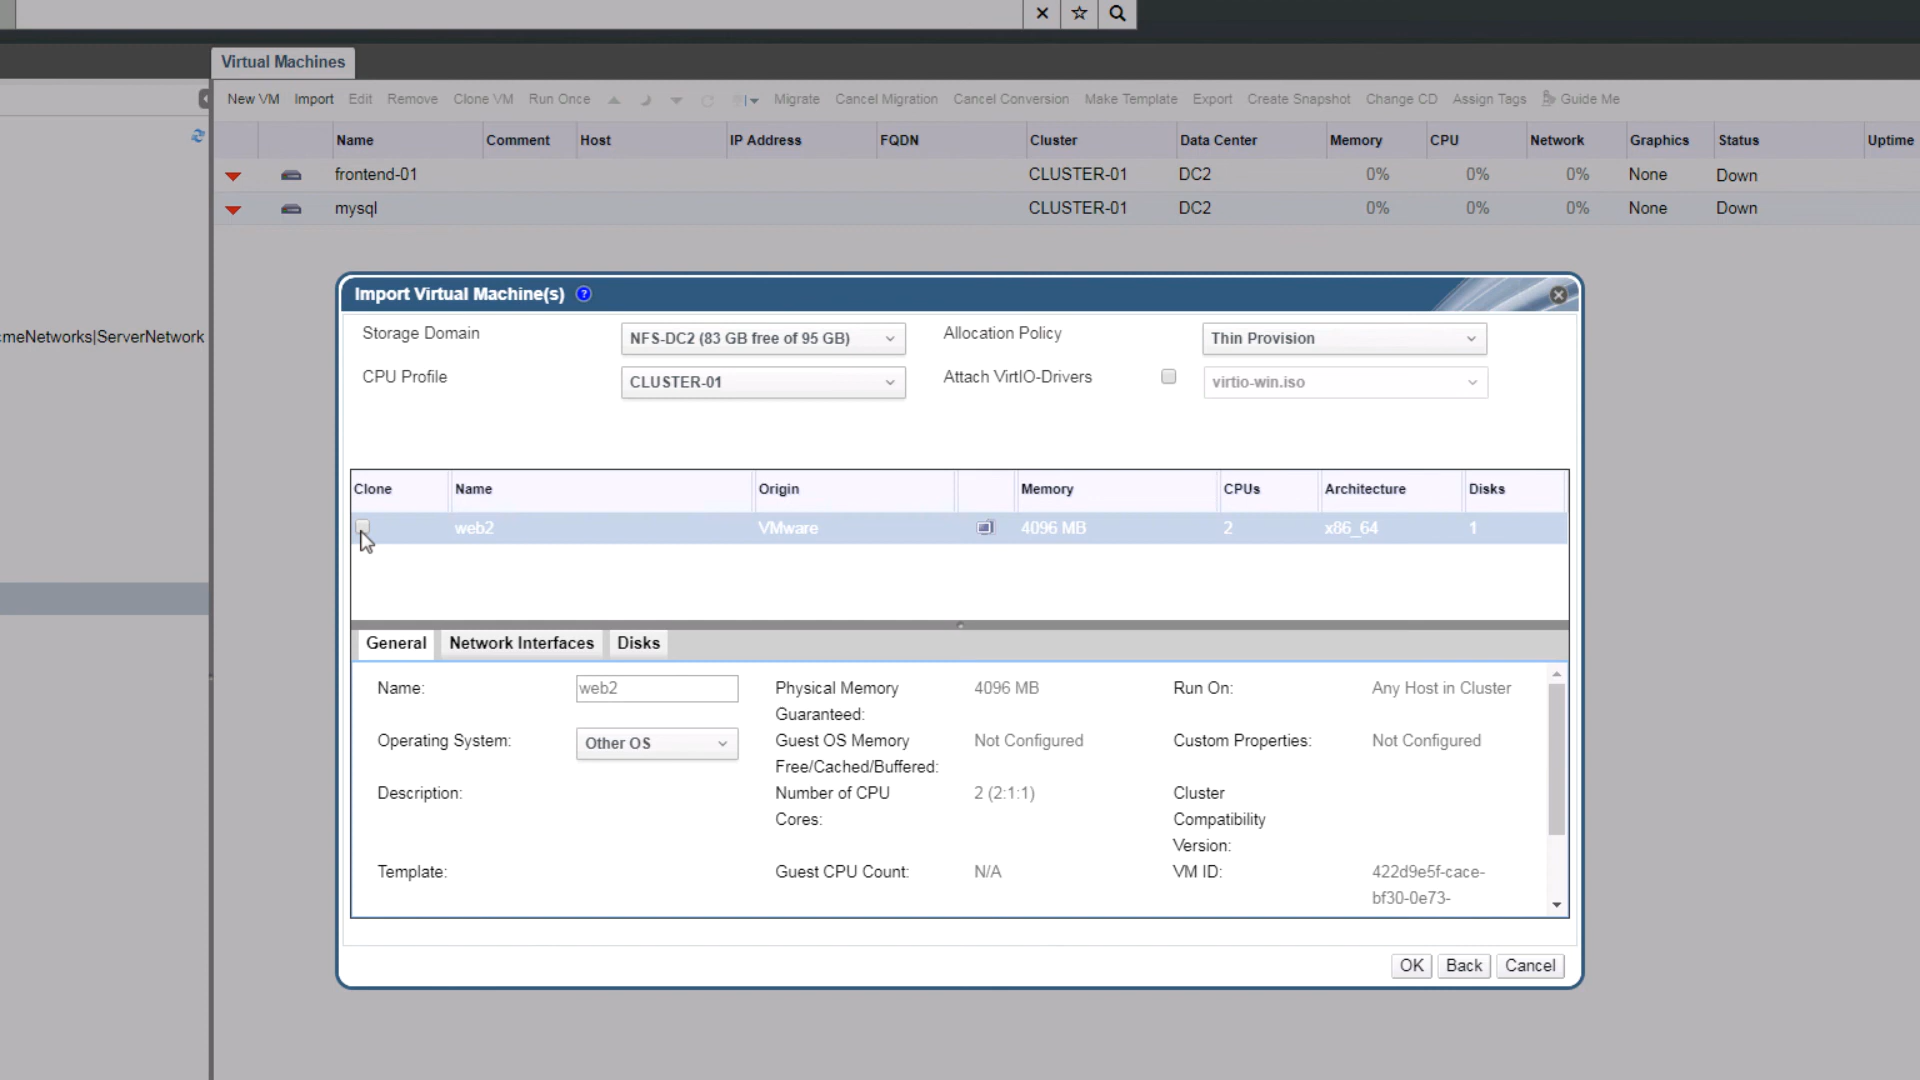 Virtual Machines
New VM Import Edit Remove Clone VM Run Once Migrate Cancel Migration Cancel Conversion Make Template Export Create Snapshot Change CD Assign Tags Guide Me
Name Comment Host IP Address FQDN Cluster Data Center Memory CPU Network Graphics Status Uptime
frontend-01 CLUSTER-01 DC2 0% 0% 0% None Down
mysql CLUSTER-01 DC2 0% 0% 0% None Down
meNetworks|ServerNetwork
Import Virtual Machine(s) ?
Storage Domain NFS-DC2 (83 GB free of 95 GB) Allocation Policy Thin Provision
CPU Profile CLUSTER-01 Attach VirtIO-Drivers virtio-win.iso
Clone Name Origin Memory CPUs Architecture Disks
web2 VMware 4096 MB 2 x86_64 1
General Network Interfaces Disks
Name: web2 Physical Memory 4096 MB Run On: Any Host in Cluster
Guaranteed:
Operating System: Other OS Guest OS Memory Not Configured Custom Properties: Not Configured
Free/Cached/Buffered:
Description: Number of CPU 2 (2:1:1) Cluster
Cores: Compatibility
Version:
Template: Guest CPU Count: N/A VM ID: 422d9e5f-cace-
bf30-0e73-
OK Back Cancel